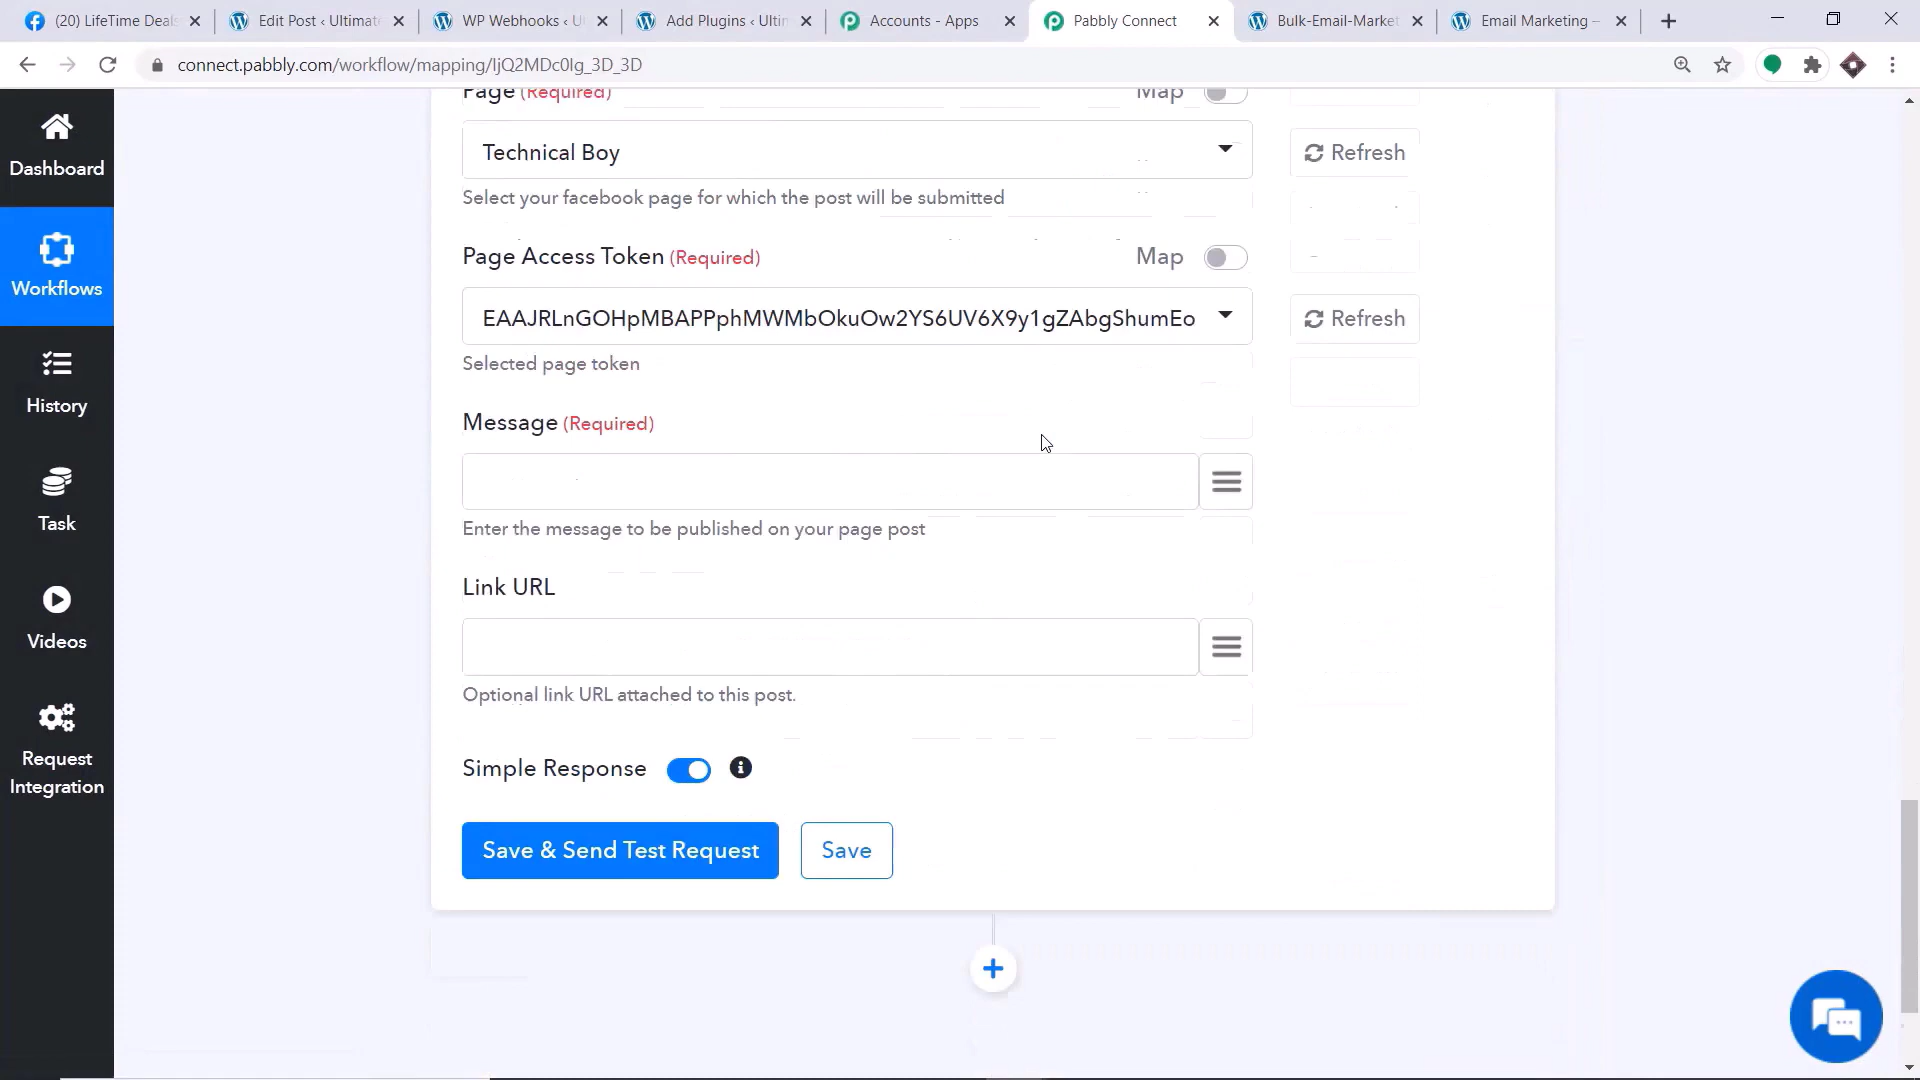 (20) LifeTime Deals
Edit Post ‹ Ultimate
WP Webhooks ‹ U
Add Plugins ‹ Ultim
Accounts - Apps
Pabbly Connect
Bulk-Email-Market
Email Marketing –
connect.pabbly.com/workflow/mapping/IjQ2MDc0Ig_3D_3D
Page (Required)
Map
Technical Boy
Refresh
Select your facebook page for which the post will be submitted
Page Access Token (Required)
Map
EAAJRLnGOHpMBAPPphMWMbOkuOw2YS6UV6X9y1gZAbgShumEo
Refresh
Selected page token
Message (Required)
Enter the message to be published on your page post
Link URL
Optional link URL attached to this post.
Simple Response
Save & Send Test Request
Save
Dashboard
Workflows
History
Task
Videos
Request
Integration